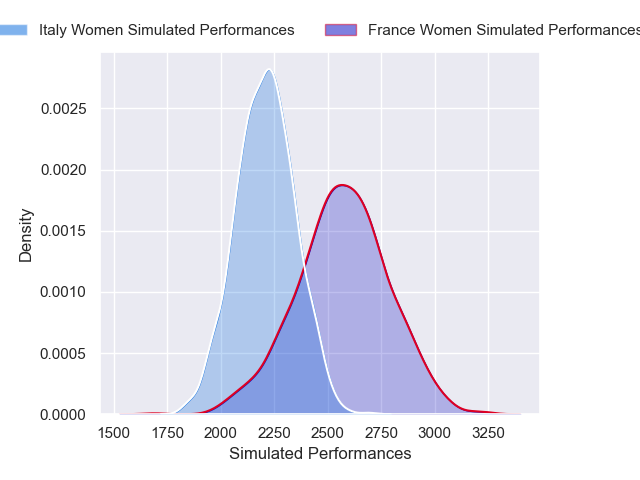 Italy Women Simulated Performances France Women Simulated Performances
0.0025
0.0020
0.0015
0.0010
0.0005
0.0000
Density
1500 1750 2000 2250 2500 2750 3000 3250
Simulated Performances